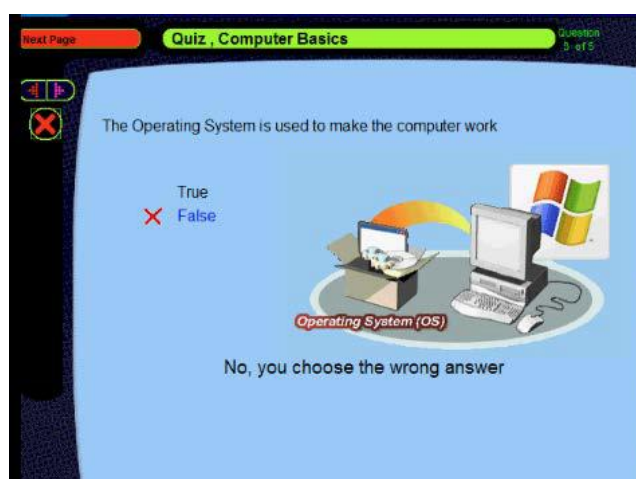 Next Page
Quiz , Computer Basics
Question
5 of 5
The Operating System is used to make the computer work
True
False
Operating System (OS)
No, you choose the wrong answer